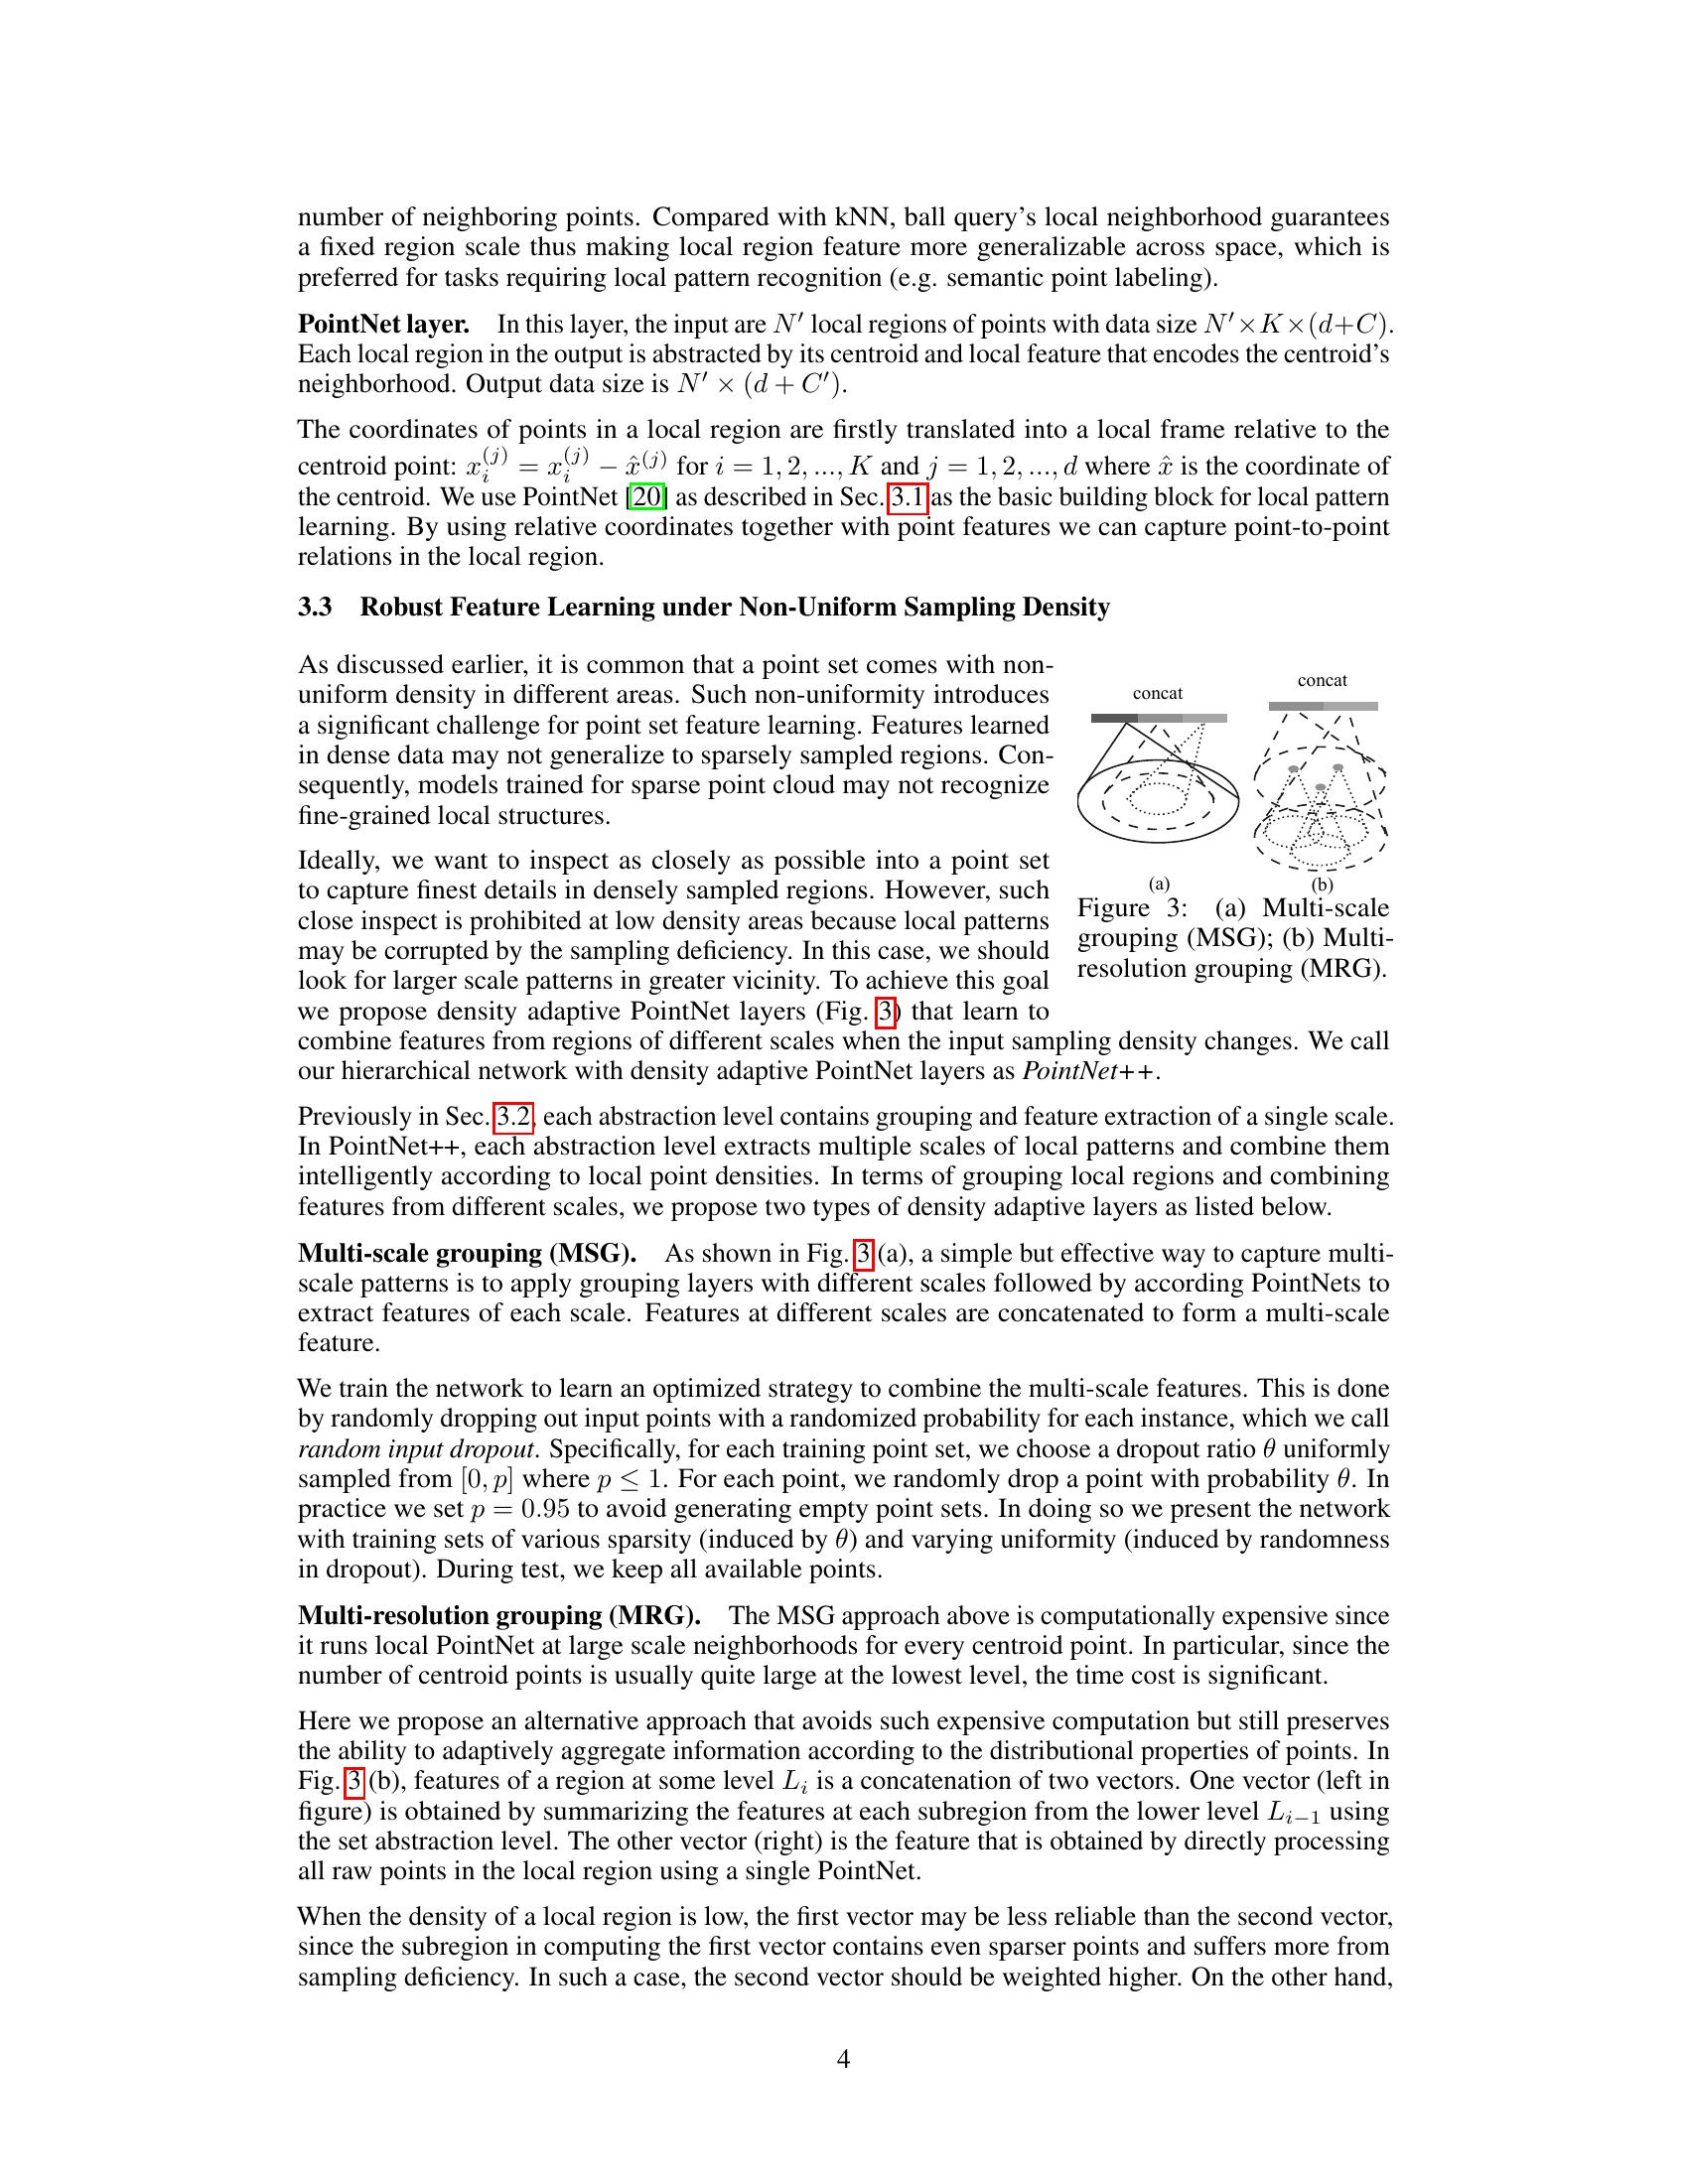 number of neighboring points. Compared with kNN, ball query's local neighborhood guarantees
a fixed region scale thus making local region feature more generalizable across space, which is
preferred for tasks requiring local pattern recognition (e.g. semantic point labeling).
PointNet layer. In this layer, the input are N′ local regions of points with data size N′×K×(d+C).
Each local region in the output is abstracted by its centroid and local feature that encodes the centroid's
neighborhood. Output data size is N′ × (d + C′).
The coordinates of points in a local region are firstly translated into a local frame relative to the
centroid point: x_i^(j) = x_i^(j) − x̂^(j) for i = 1, 2, ..., K and j = 1, 2, ..., d where x̂ is the coordinate of
the centroid. We use PointNet [20] as described in Sec. 3.1 as the basic building block for local pattern
learning. By using relative coordinates together with point features we can capture point-to-point
relations in the local region.
3.3 Robust Feature Learning under Non-Uniform Sampling Density
As discussed earlier, it is common that a point set comes with non-
uniform density in different areas. Such non-uniformity introduces
a significant challenge for point set feature learning. Features learned
in dense data may not generalize to sparsely sampled regions. Con-
sequently, models trained for sparse point cloud may not recognize
fine-grained local structures.
Ideally, we want to inspect as closely as possible into a point set
to capture finest details in densely sampled regions. However, such
close inspect is prohibited at low density areas because local patterns
may be corrupted by the sampling deficiency. In this case, we should
look for larger scale patterns in greater vicinity. To achieve this goal
we propose density adaptive PointNet layers (Fig. 3) that learn to
concat
concat
(a)
(b)
Figure 3: (a) Multi-scale
grouping (MSG); (b) Multi-
resolution grouping (MRG).
combine features from regions of different scales when the input sampling density changes. We call
our hierarchical network with density adaptive PointNet layers as PointNet++.
Previously in Sec. 3.2, each abstraction level contains grouping and feature extraction of a single scale.
In PointNet++, each abstraction level extracts multiple scales of local patterns and combine them
intelligently according to local point densities. In terms of grouping local regions and combining
features from different scales, we propose two types of density adaptive layers as listed below.
Multi-scale grouping (MSG). As shown in Fig. 3 (a), a simple but effective way to capture multi-
scale patterns is to apply grouping layers with different scales followed by according PointNets to
extract features of each scale. Features at different scales are concatenated to form a multi-scale
feature.
We train the network to learn an optimized strategy to combine the multi-scale features. This is done
by randomly dropping out input points with a randomized probability for each instance, which we call
random input dropout. Specifically, for each training point set, we choose a dropout ratio θ uniformly
sampled from [0, p] where p ≤ 1. For each point, we randomly drop a point with probability θ. In
practice we set p = 0.95 to avoid generating empty point sets. In doing so we present the network
with training sets of various sparsity (induced by θ) and varying uniformity (induced by randomness
in dropout). During test, we keep all available points.
Multi-resolution grouping (MRG). The MSG approach above is computationally expensive since
it runs local PointNet at large scale neighborhoods for every centroid point. In particular, since the
number of centroid points is usually quite large at the lowest level, the time cost is significant.
Here we propose an alternative approach that avoids such expensive computation but still preserves
the ability to adaptively aggregate information according to the distributional properties of points. In
Fig. 3 (b), features of a region at some level L_i is a concatenation of two vectors. One vector (left in
figure) is obtained by summarizing the features at each subregion from the lower level L_{i−1} using
the set abstraction level. The other vector (right) is the feature that is obtained by directly processing
all raw points in the local region using a single PointNet.
When the density of a local region is low, the first vector may be less reliable than the second vector,
since the subregion in computing the first vector contains even sparser points and suffers more from
sampling deficiency. In such a case, the second vector should be weighted higher. On the other hand,
4